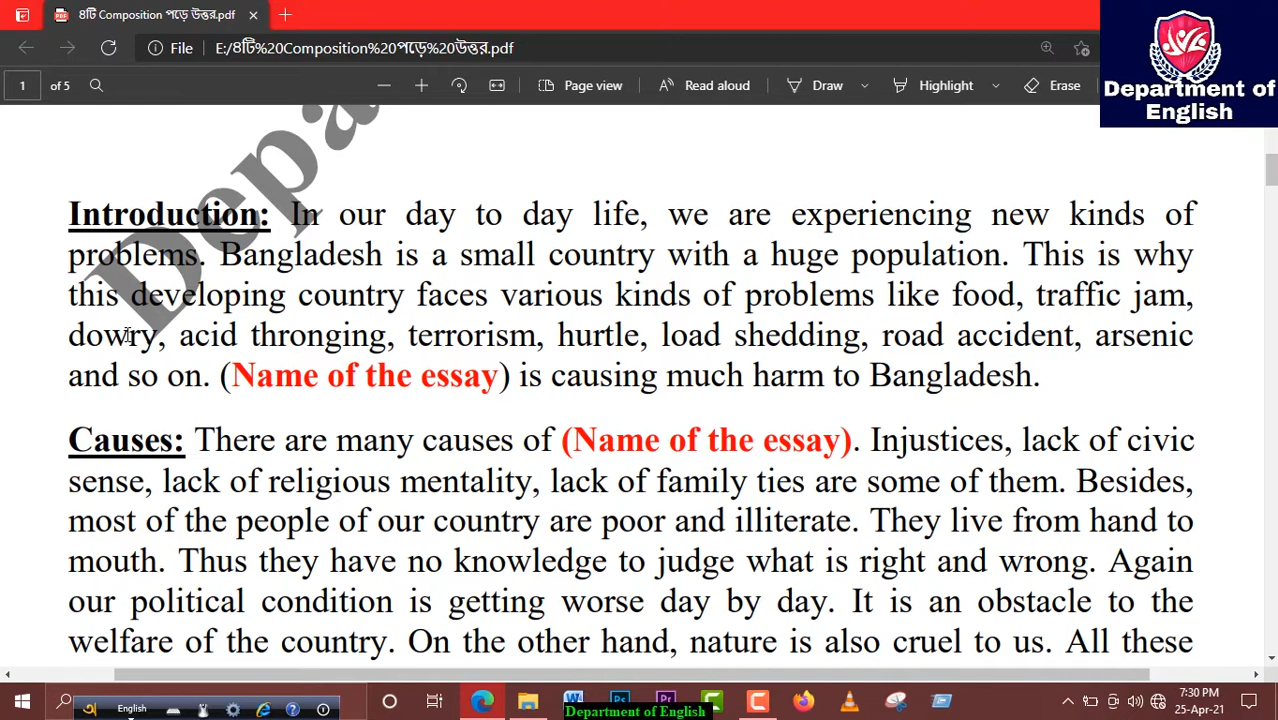 8টি Composition পড়ে উত্তর.pdf
File E:/8টি%20Composition%20পড়ে%20উত্তর.pdf
1 of 5 Page view Read aloud Draw Highlight Erase
Department of
English
Depa
Introduction: In our day to day life, we are experiencing new kinds of
problems. Bangladesh is a small country with a huge population. This is why
this developing country faces various kinds of problems like food, traffic jam,
dowry, acid thronging, terrorism, hurtle, load shedding, road accident, arsenic
and so on. (Name of the essay) is causing much harm to Bangladesh.
Causes: There are many causes of (Name of the essay). Injustices, lack of civic
sense, lack of religious mentality, lack of family ties are some of them. Besides,
most of the people of our country are poor and illiterate. They live from hand to
mouth. Thus they have no knowledge to judge what is right and wrong. Again
our political condition is getting worse day by day. It is an obstacle to the
welfare of the country. On the other hand, nature is also cruel to us. All these
English
Department of English
7:30 PM
25-Apr-21